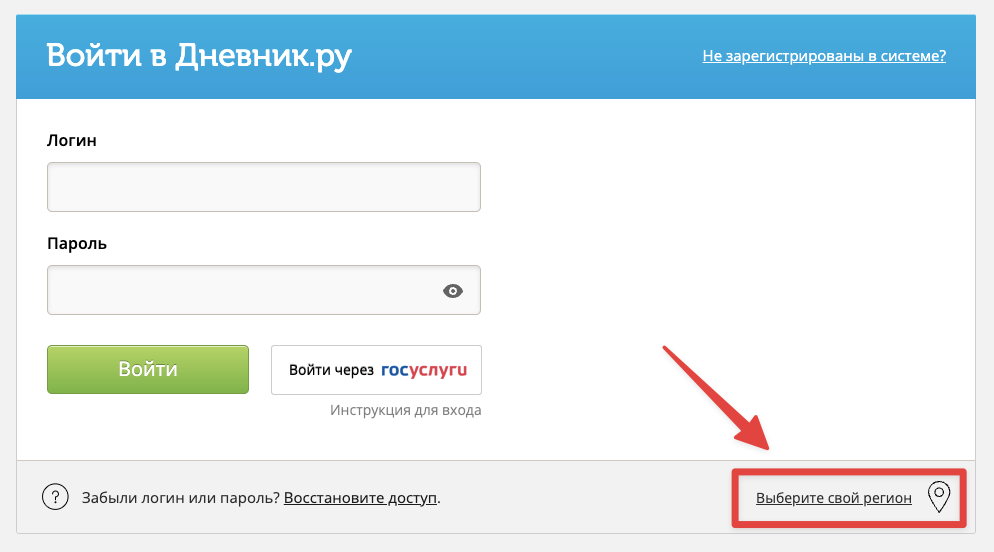 Войти в Дневник.ру
Не зарегистрированы в системе?
Логин
Пароль
Войти
Войти через госуслуги
Инструкция для входа
? Забыли логин или пароль? Восстановите доступ.
Выберите свой регион